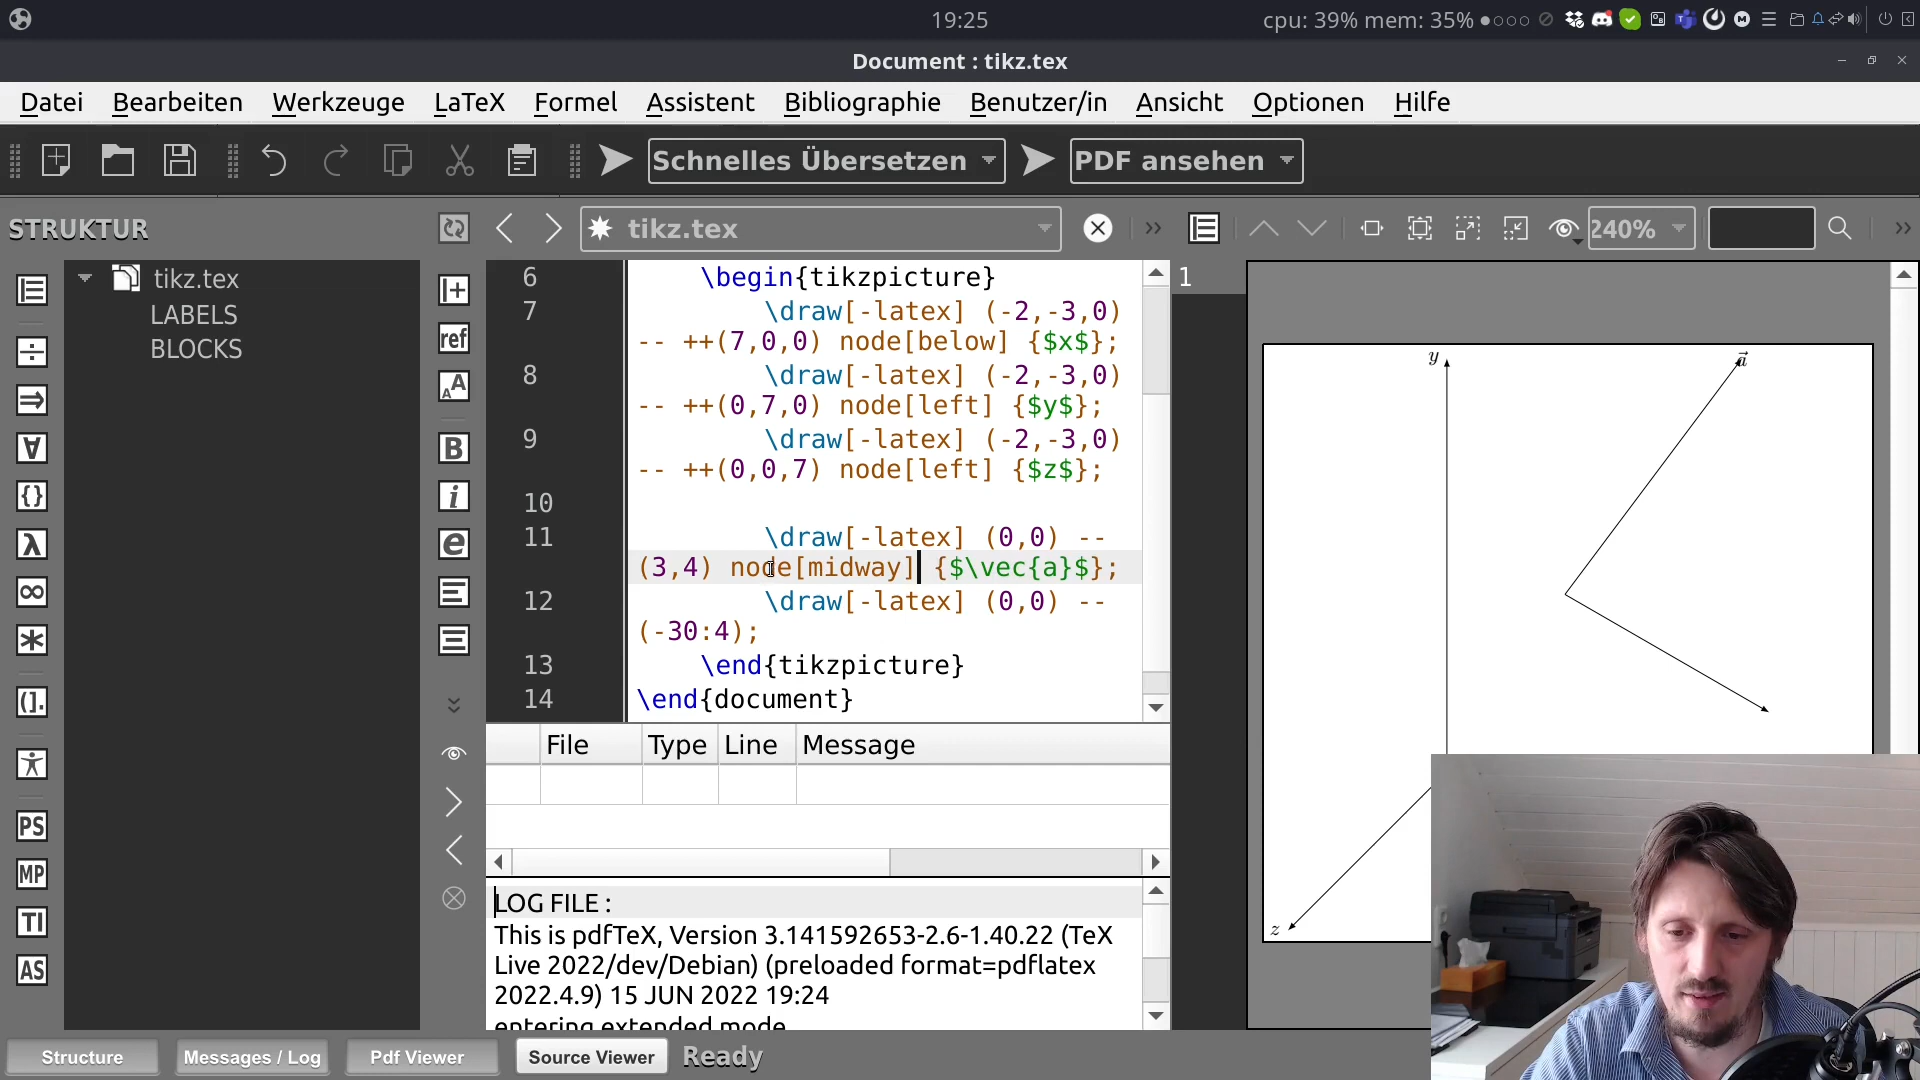 19:25
cpu: 39% mem: 35%
Document : tikz.tex
Datei Bearbeiten Werkzeuge LaTeX Formel Assistent Bibliographie Benutzer/in Ansicht Optionen Hilfe
Schnelles Übersetzen
PDF ansehen
STRUKTUR
tikz.tex
240%
tikz.tex
LABELS
BLOCKS
ref
B
i
e
PS
MP
TI
AS
6 \begin{tikzpicture}
7 \draw[-latex] (-2,-3,0)
-- ++(7,0,0) node[below] {$x$};
8 \draw[-latex] (-2,-3,0)
-- ++(0,7,0) node[left] {$y$};
9 \draw[-latex] (-2,-3,0)
-- ++(0,0,7) node[left] {$z$};
10
11 \draw[-latex] (0,0) --
(3,4) node[midway] {$\vec{a}$};
12 \draw[-latex] (0,0) --
(-30:4);
13 \end{tikzpicture}
14 \end{document}
1
y
a⃗
z
File Type Line Message
LOG FILE :
This is pdfTeX, Version 3.141592653-2.6-1.40.22 (TeX
Live 2022/dev/Debian) (preloaded format=pdflatex
2022.4.9) 15 JUN 2022 19:24
entering extended mode
Structure Messages / Log Pdf Viewer Source Viewer Ready